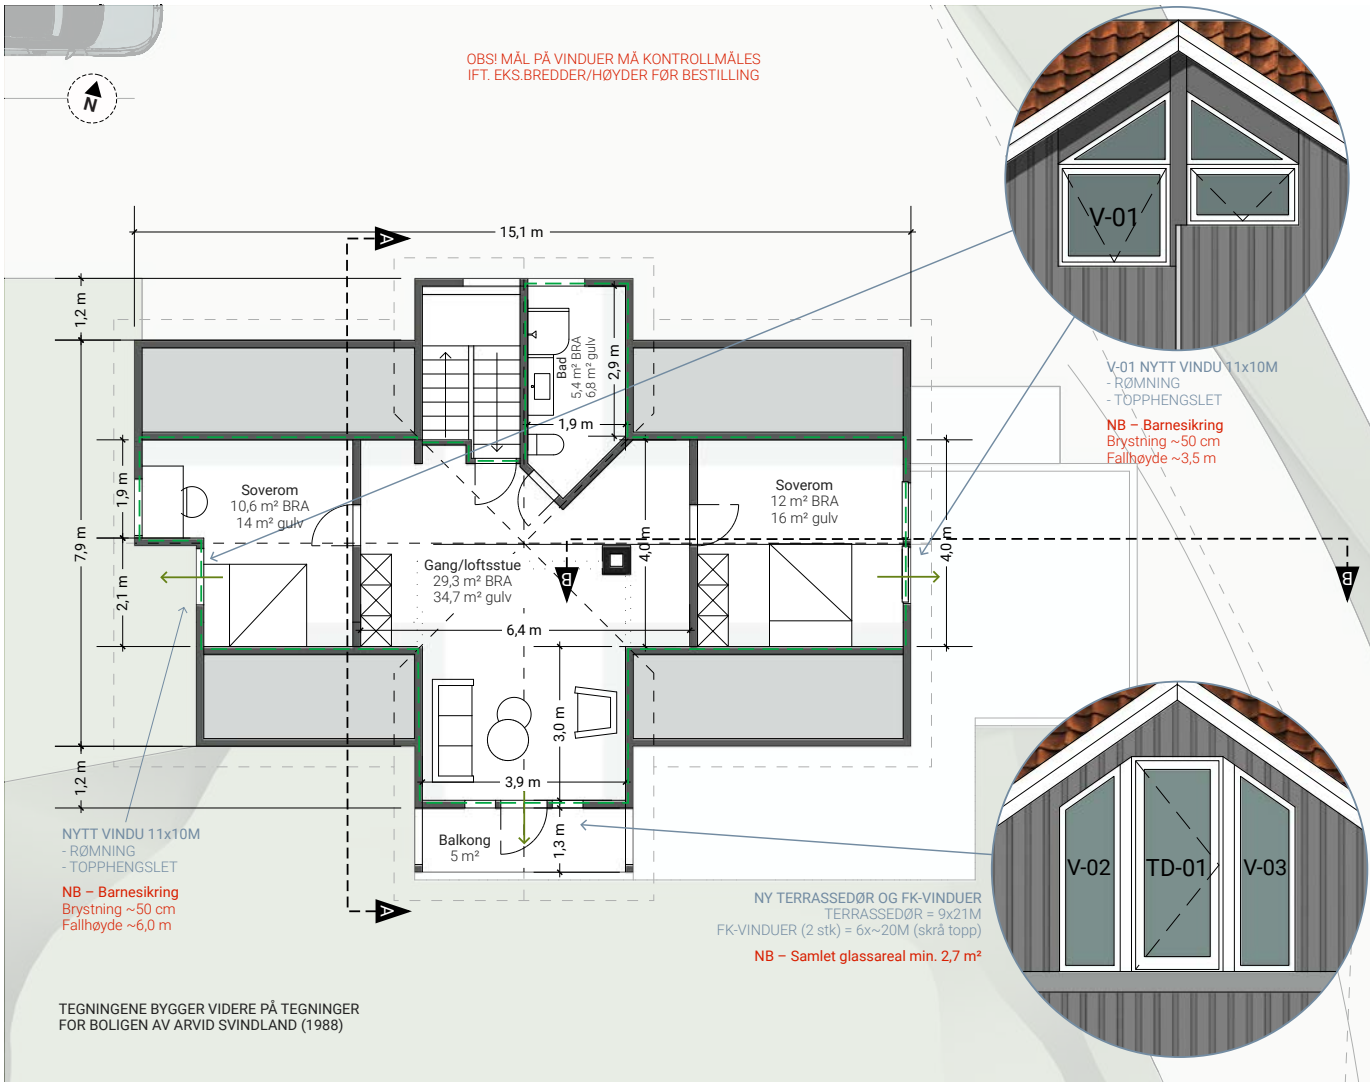 OBS! MÅL PÅ VINDUER MÅ KONTROLLMÅLES
IFT. EKS.BREDDER/HØYDER FØR BESTILLING
N
V-01
15,1 m
A
1,2 m
Bad
5,4 m² BRA
6,8 m² gulv
2,9 m
1,9 m
V-01 NYTT VINDU 11x10M
- RØMNING
- TOPPHENGSLET
NB – Barnesikring
Brystning ~50 cm
Fallhøyde ~3,5 m
7,9 m
1,9 m
Soverom
10,6 m² BRA
14 m² gulv
Soverom
12 m² BRA
16 m² gulv
4,0 m
4,0 m
Gang/loftsstue
29,3 m² BRA
34,7 m² gulv
B
B
2,1 m
6,4 m
3,0 m
3,9 m
1,2 m
Balkong
5 m²
1,3 m
A
NYTT VINDU 11x10M
- RØMNING
- TOPPHENGSLET
NB – Barnesikring
Brystning ~50 cm
Fallhøyde ~6,0 m
V-02
TD-01
V-03
NY TERRASSEDØR OG FK-VINDUER
TERRASSEDØR = 9x21M
FK-VINDUER (2 stk) = 6x~20M (skrå topp)
NB – Samlet glassareal min. 2,7 m²
TEGNINGENE BYGGER VIDERE PÅ TEGNINGER
FOR BOLIGEN AV ARVID SVINDLAND (1988)